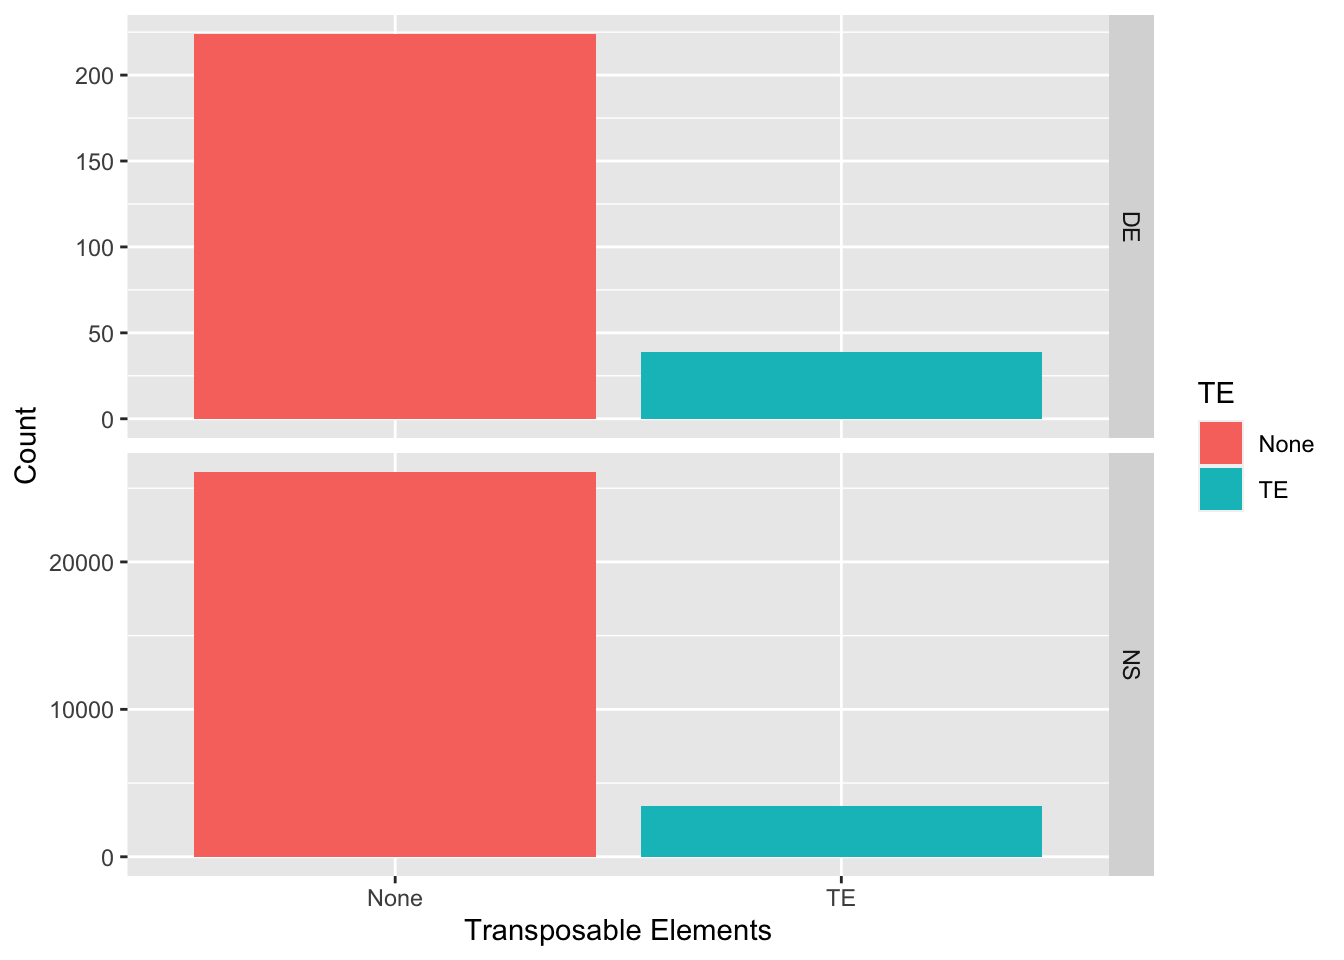 200
150
100
50
0
DE
20000
10000
0
NS
Count
None
TE
Transposable Elements
TE
None
TE